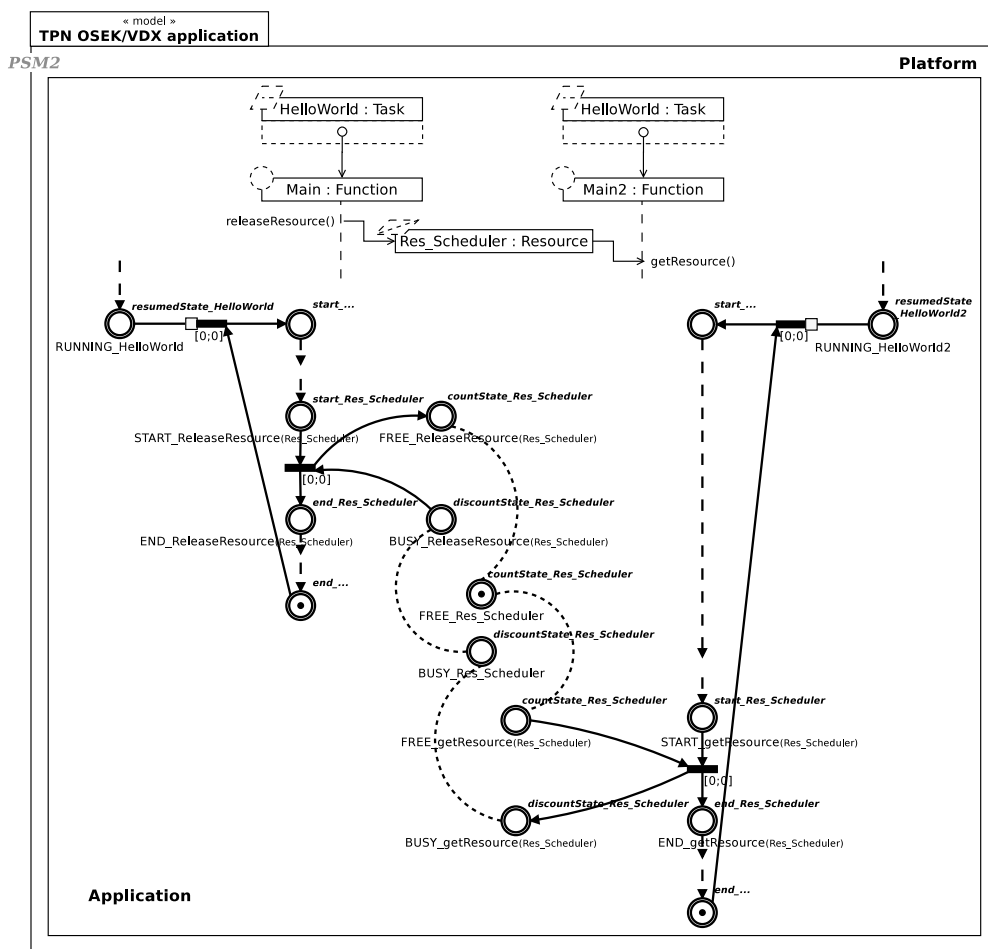 « model »
TPN OSEK/VDX application
PSM2
Platform
HelloWorld : Task
HelloWorld : Task
Main : Function
Main2 : Function
releaseResource()
Res_Scheduler : Resource
getResource()
resumedState_HelloWorld
start_...
start_...
resumedState
_HelloWorld2
[0;0]
[0;0]
RUNNING_HelloWorld
RUNNING_HelloWorld2
start_Res_Scheduler
countState_Res_Scheduler
START_ReleaseResource(Res_Scheduler)
FREE_ReleaseResource(Res_Scheduler)
[0;0]
end_Res_Scheduler
discountState_Res_Scheduler
END_ReleaseResource(Res_Scheduler)
BUSY_ReleaseResource(Res_Scheduler)
countState_Res_Scheduler
end_...
FREE_Res_Scheduler
discountState_Res_Scheduler
BUSY_Res_Scheduler
countState_Res_Scheduler
start_Res_Scheduler
FREE_getResource(Res_Scheduler)
START_getResource(Res_Scheduler)
[0;0]
discountState_Res_Scheduler
end_Res_Scheduler
BUSY_getResource(Res_Scheduler)
END_getResource(Res_Scheduler)
end_...
Application